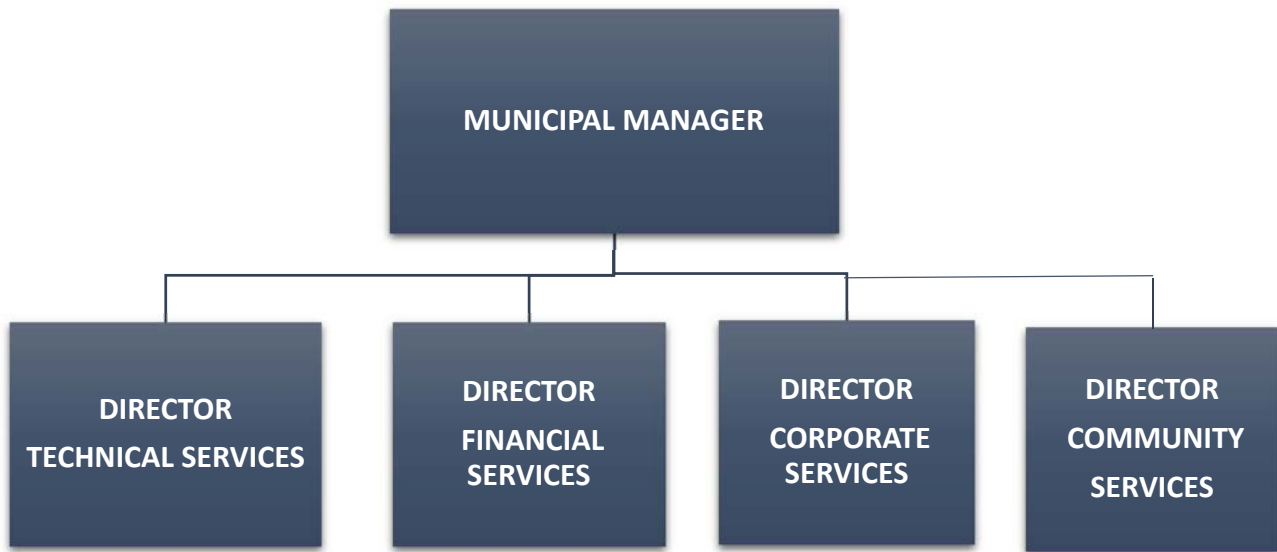 MUNICIPAL MANAGER
DIRECTOR
TECHNICAL SERVICES
DIRECTOR
FINANCIAL
SERVICES
DIRECTOR
CORPORATE
SERVICES
DIRECTOR
COMMUNITY
SERVICES